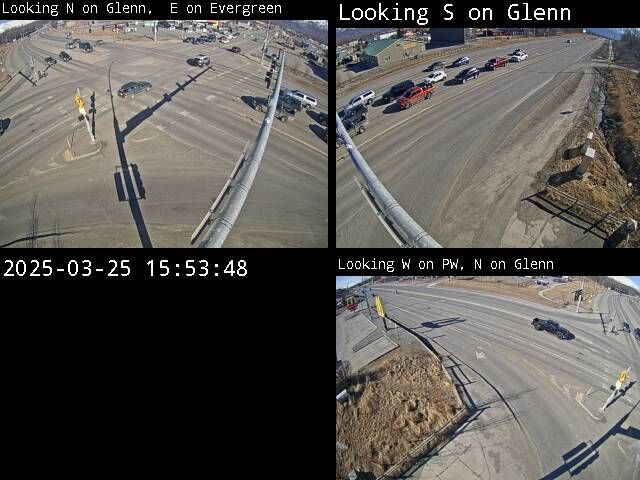 Looking N on Glenn, E on Evergreen
Looking S on Glenn
2025-03-25 15:53:48
Looking W on PW, N on Glenn